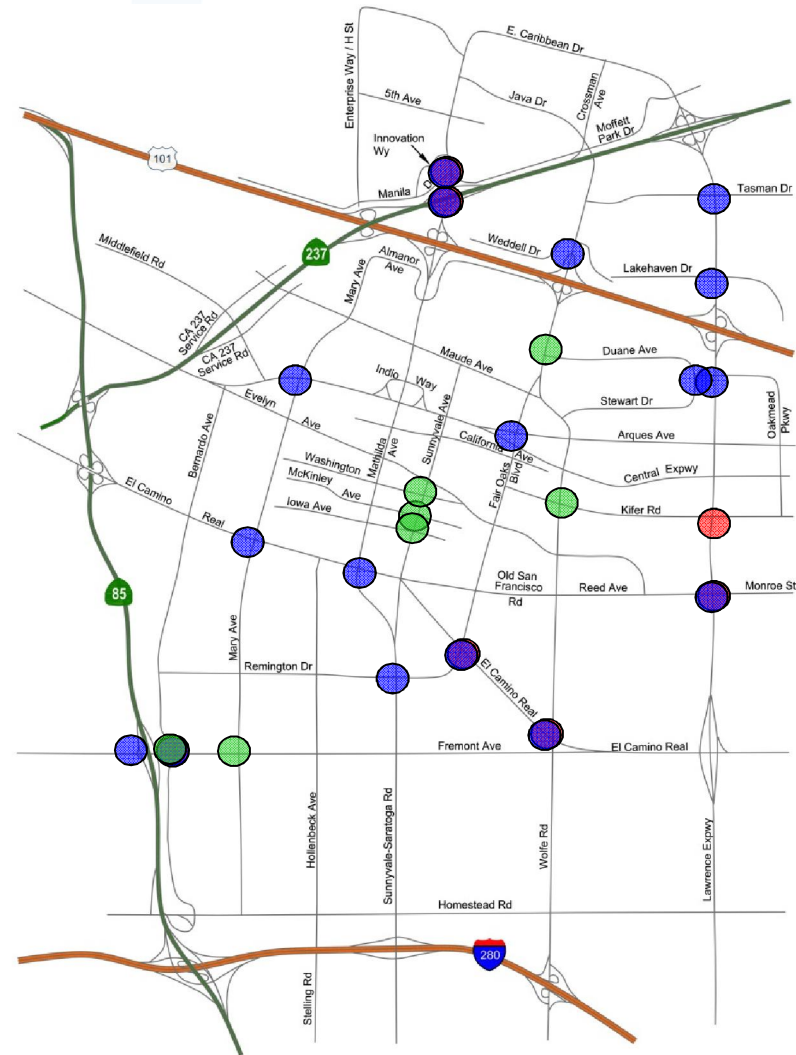 E. Caribbean Dr
Enterprise Way / H St
5th Ave
Java Dr
Crossman
Ave
Moffett
Park Dr
Innovation
Wy
101
Manila
Dr
Tasman Dr
Middlefield Rd
237
Weddell Dr
Almanor
Ave
Mary Ave
Lakehaven Dr
CA 237
Service Rd
CA 237
Service Rd
Maude Ave
Duane Ave
Indio Way
Evelyn
Ave
Stewart Dr
Oakmead
Pkwy
Bernardo Ave
Mathilda
Ave
Sunnyvale Ave
California Ave
Arques Ave
Washington
McKinley
Ave
Iowa Ave
Fair Oaks
Blvd
Central Expwy
El Camino
Real
Kifer Rd
85
Old San
Francisco
Rd
Reed Ave
Monroe St
Mary Ave
Remington Dr
El Camino Real
Fremont Ave
El Camino Real
Hollenbeck Ave
Sunnyvale-Saratoga Rd
Wolfe Rd
Lawrence Expwy
Homestead Rd
280
Stelling Rd